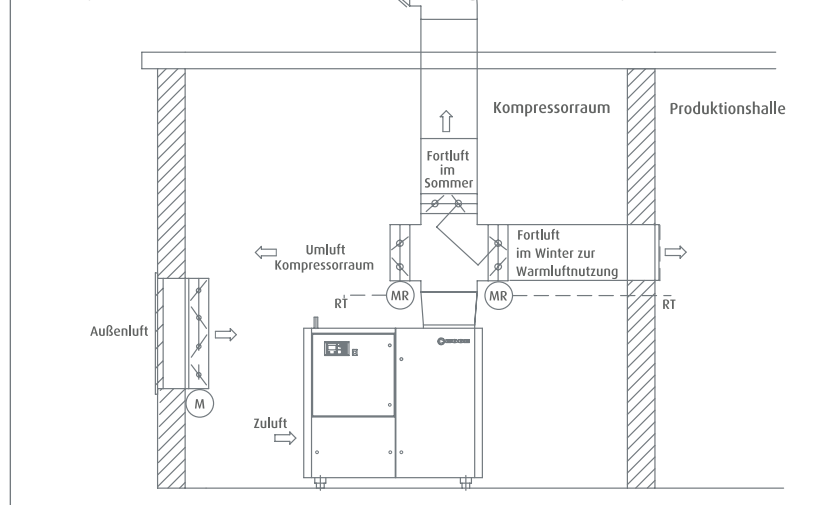 Kompressorraum
Produktionshalle
Fortluft
im
Sommer
Umluft
Kompressorraum
Fortluft
im Winter zur
Warmluftnutzung
RT
MR
MR
RT
Außenluft
M
Zuluft